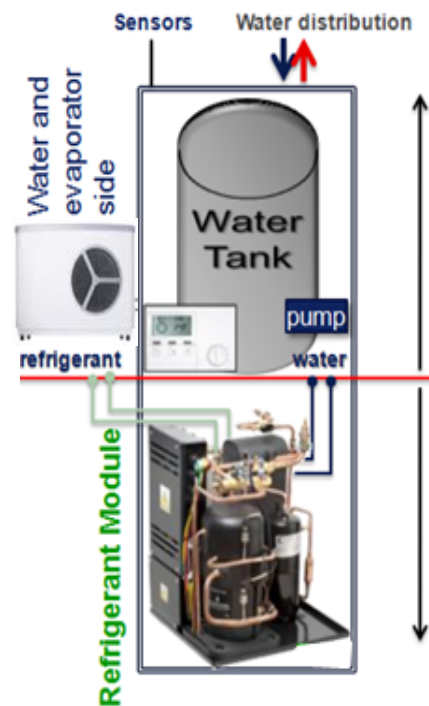 Sensors
Water distribution
Water and
evaporator
side
Water
Tank
pump
refrigerant
water
Refrigerant Module